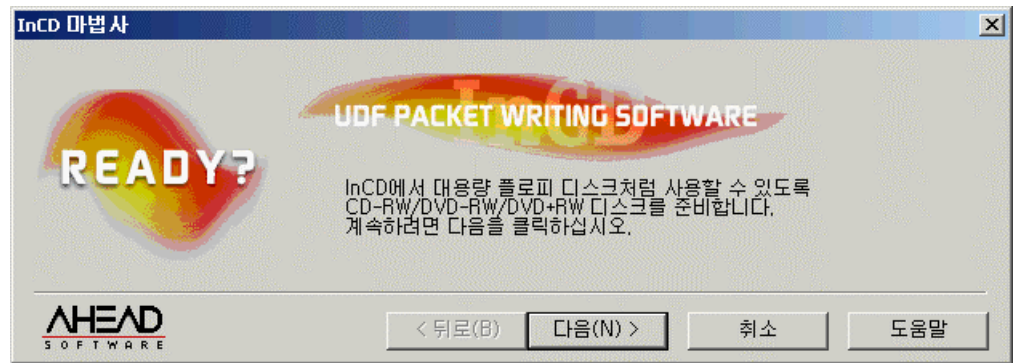 InCD 마법사
InCD
UDF PACKET WRITING SOFTWARE
READY?
InCD에서 대용량 플로피 디스크처럼 사용할 수 있도록
CD-RW/DVD-RW/DVD+RW 디스크를 준비합니다.
계속하려면 다음을 클릭하십시오.
AHEAD
SOFTWARE
< 뒤로(B)
다음(N) >
취소
도움말